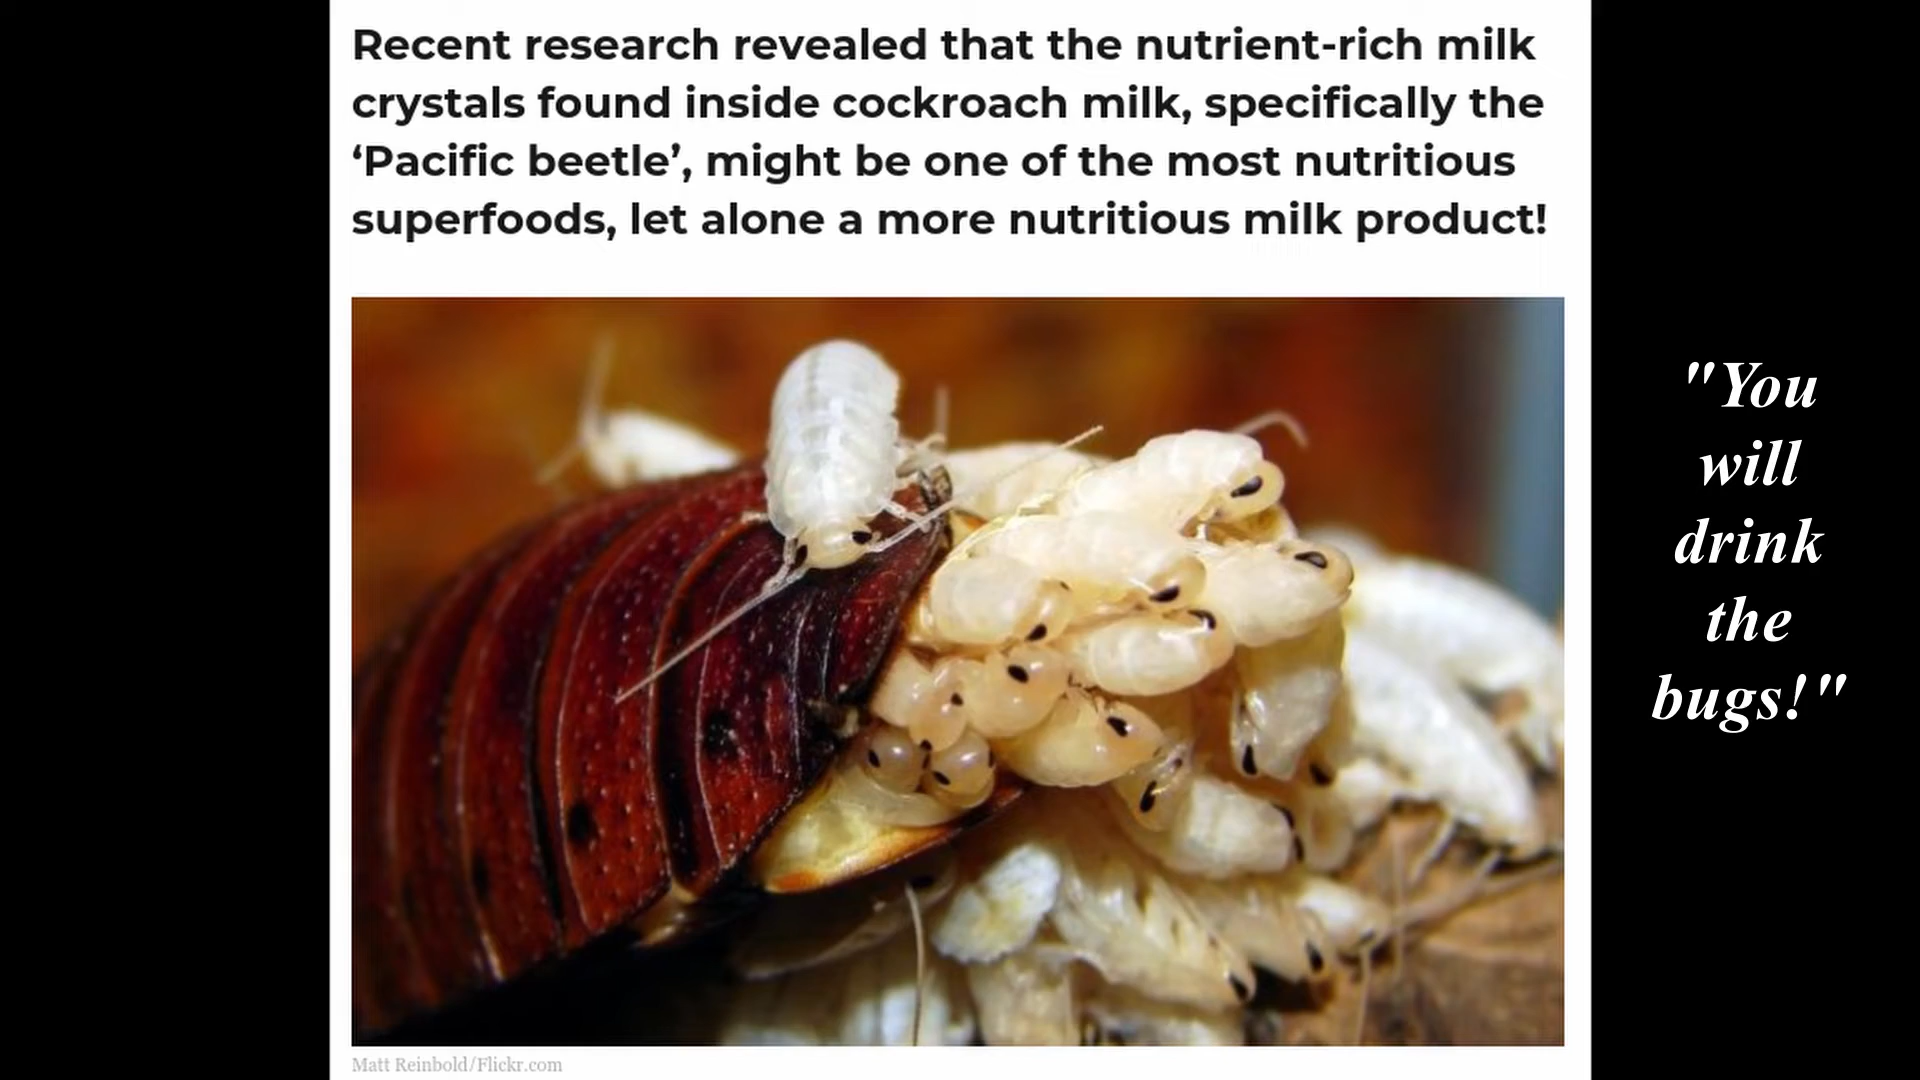 Recent research revealed that the nutrient-rich milk
crystals found inside cockroach milk, specifically the
‘Pacific beetle’, might be one of the most nutritious
superfoods, let alone a more nutritious milk product!
Matt Reinbold/Flickr.com
"You
will
drink
the
bugs!"